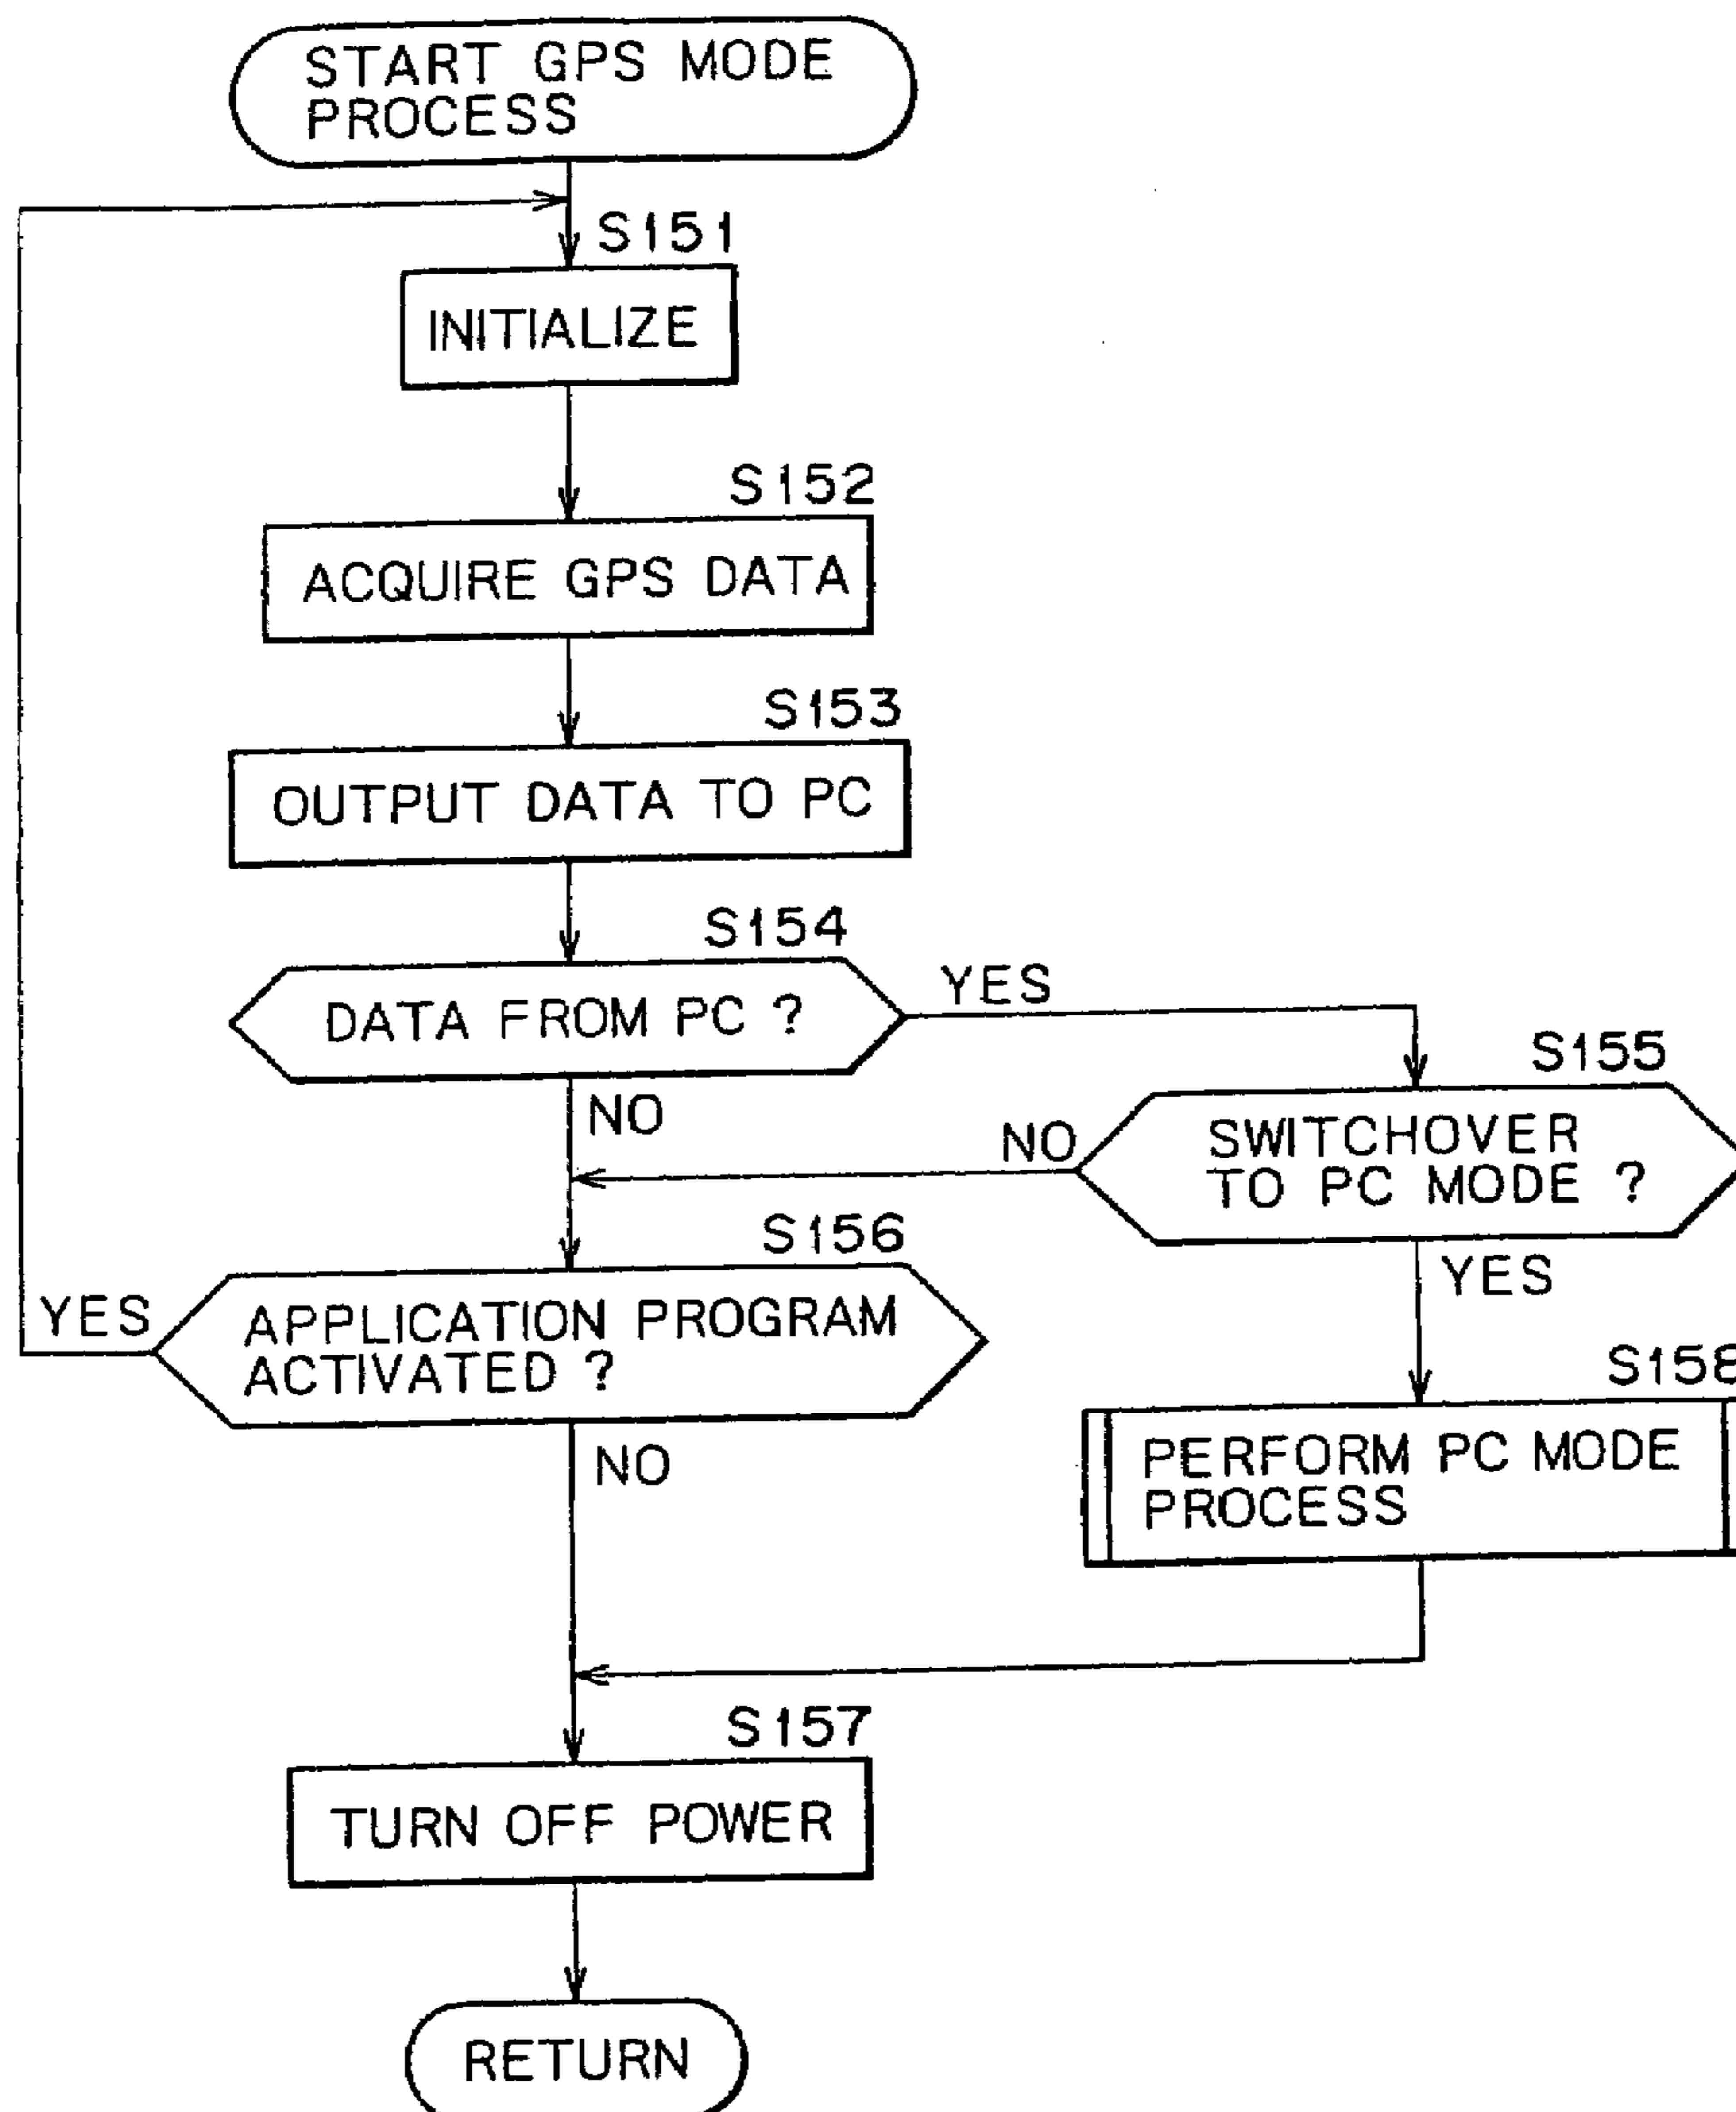 START GPS MODE
PROCESS
S151
INITIALIZE
S152
ACQUIRE GPS DATA
S153
OUTPUT DATA TO PC
S154
DATA FROM PC ?
YES
NO
S155
SWITCHOVER
TO PC MODE ?
NO
YES
S156
APPLICATION PROGRAM
ACTIVATED ?
YES
NO
S158
PERFORM PC MODE
PROCESS
S157
TURN OFF POWER
RETURN